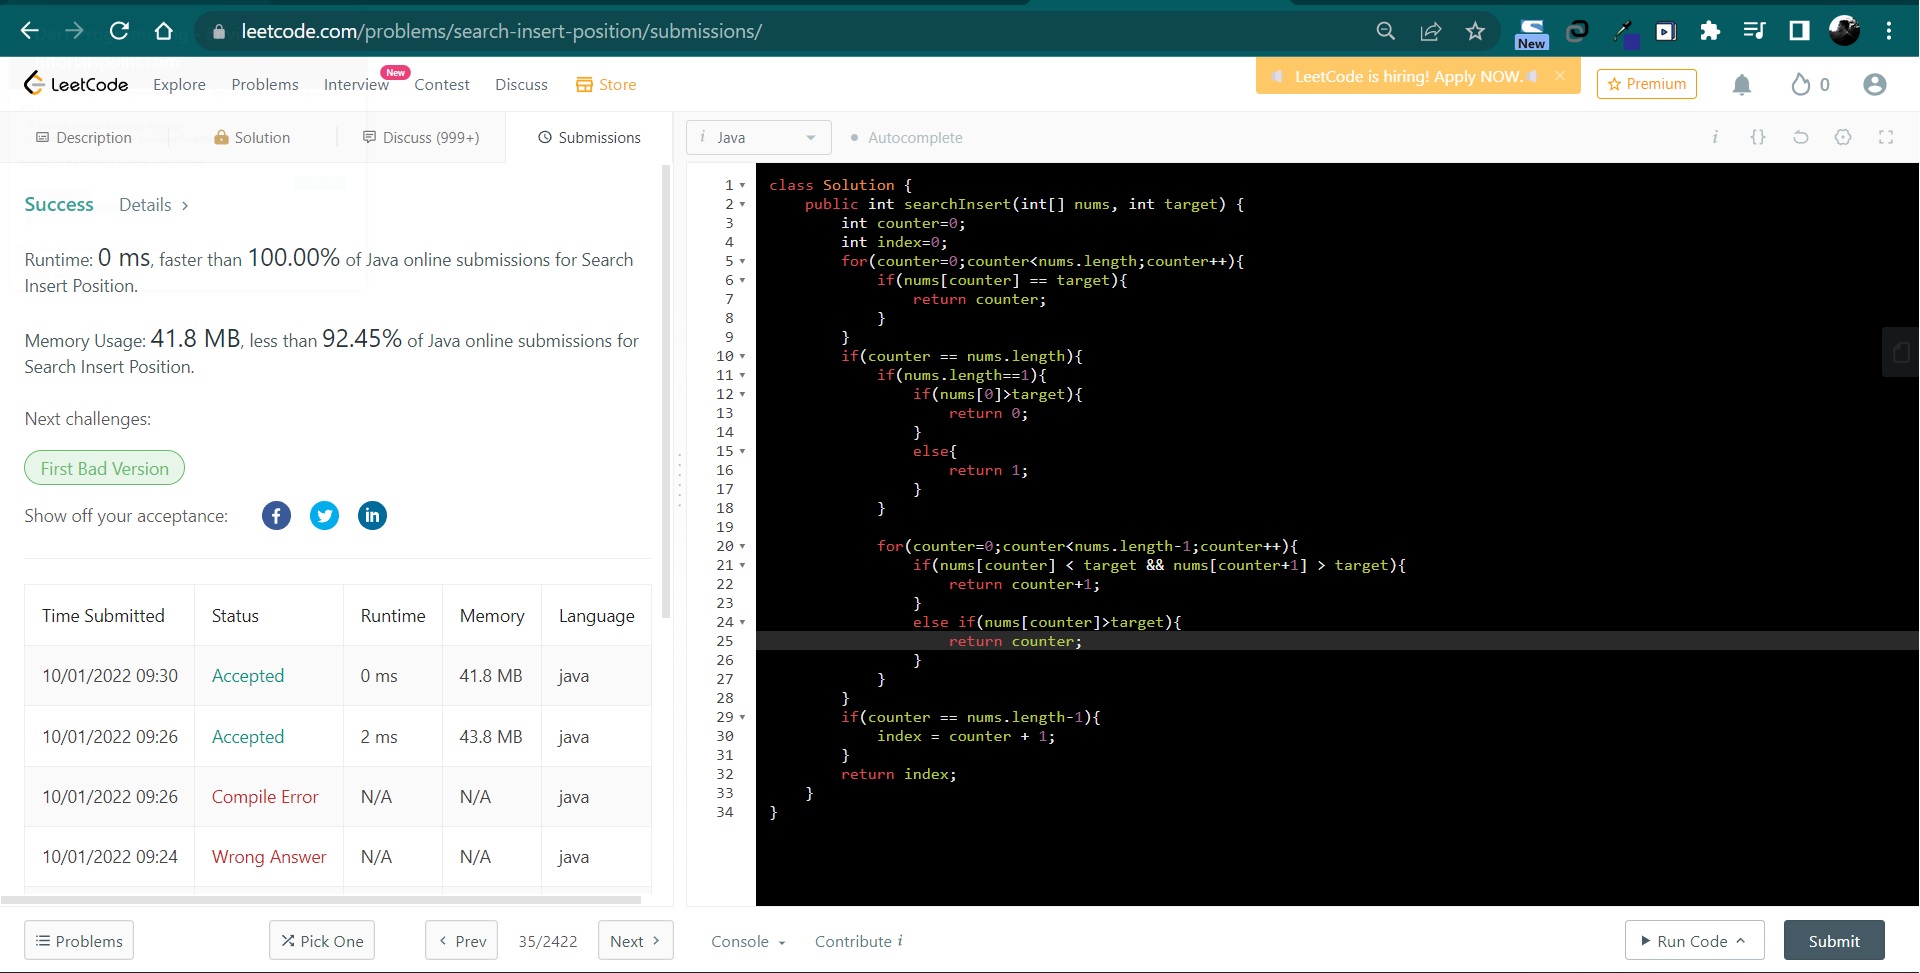 leetcode.com/problems/search-insert-position/submissions/
New
LeetCode
Explore
Problems
Interview
New
Contest
Discuss
Store
LeetCode is hiring! Apply NOW.
×
Premium
0
Description
Solution
Discuss (999+)
Submissions
i Java
Autocomplete
i
{}
Success
Details >
Runtime: 0 ms, faster than 100.00% of Java online submissions for Search
Insert Position.
Memory Usage: 41.8 MB, less than 92.45% of Java online submissions for
Search Insert Position.
Next challenges:
First Bad Version
Show off your acceptance:
Time Submitted Status Runtime Memory Language
10/01/2022 09:30 Accepted 0 ms 41.8 MB java
10/01/2022 09:26 Accepted 2 ms 43.8 MB java
10/01/2022 09:26 Compile Error N/A N/A java
10/01/2022 09:24 Wrong Answer N/A N/A java
1 class Solution {
2 public int searchInsert(int[] nums, int target) {
3 int counter=0;
4 int index=0;
5 for(counter=0;counter<nums.length;counter++){
6 if(nums[counter] == target){
7 return counter;
8 }
9 }
10 if(counter == nums.length){
11 if(nums.length==1){
12 if(nums[0]>target){
13 return 0;
14 }
15 else{
16 return 1;
17 }
18 }
19
20 for(counter=0;counter<nums.length-1;counter++){
21 if(nums[counter] < target && nums[counter+1] > target){
22 return counter+1;
23 }
24 else if(nums[counter]>target){
25 return counter;
26 }
27 }
28 }
29 if(counter == nums.length-1){
30 index = counter + 1;
31 }
32 return index;
33 }
34 }
Problems
Pick One
< Prev
35/2422
Next >
Console
Contribute i
Run Code
Submit